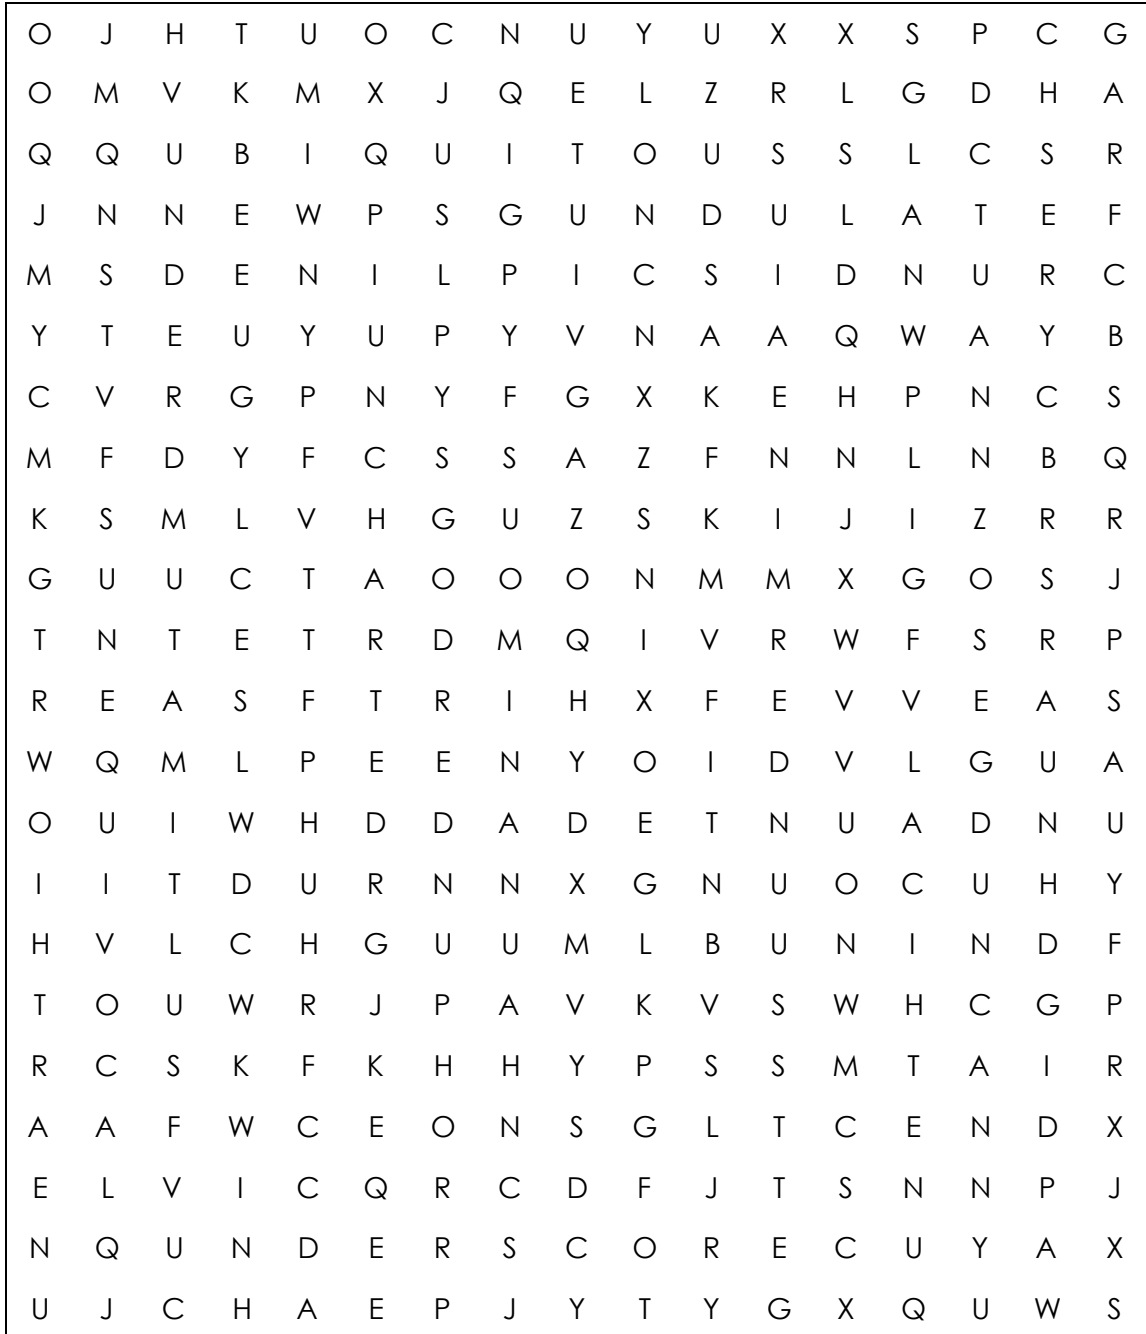 O J H T U O C N U Y U X X S P C G
O M V K M X J Q E L Z R L G D H A
Q Q U B I Q U I T O U S S L C S R
J N N E W P S G U N D U L A T E F
M S D E N I L P I C S I D N U R C
Y T E U Y U P Y V N A A Q W A Y B
C V R G P N Y F G X K E H P N C S
M F D Y F C S S A Z F N N L N B Q
K S M L V H G U Z S K I J I Z R R
G U U C T A O O O N M M X G O S J
T N T E T R D M Q I V R W F S R P
R E A S F T R I H X F E V V E A S
W Q M L P E E N Y O I D V L G U A
O U I W H D D A D E T N U A D N U
I I T D U R N N X G N U O C U H Y
H V L C H G U U M L B U N I N D F
T O U W R J P A V K V S W H C G P
R C S K F K H H Y P S S M T A I R
A A F W C E O N S G L T C E N D X
E L V I C Q R C D F J T S N N P J
N Q U N D E R S C O R E C U Y A X
U J C H A E P J Y T Y G X Q U W S